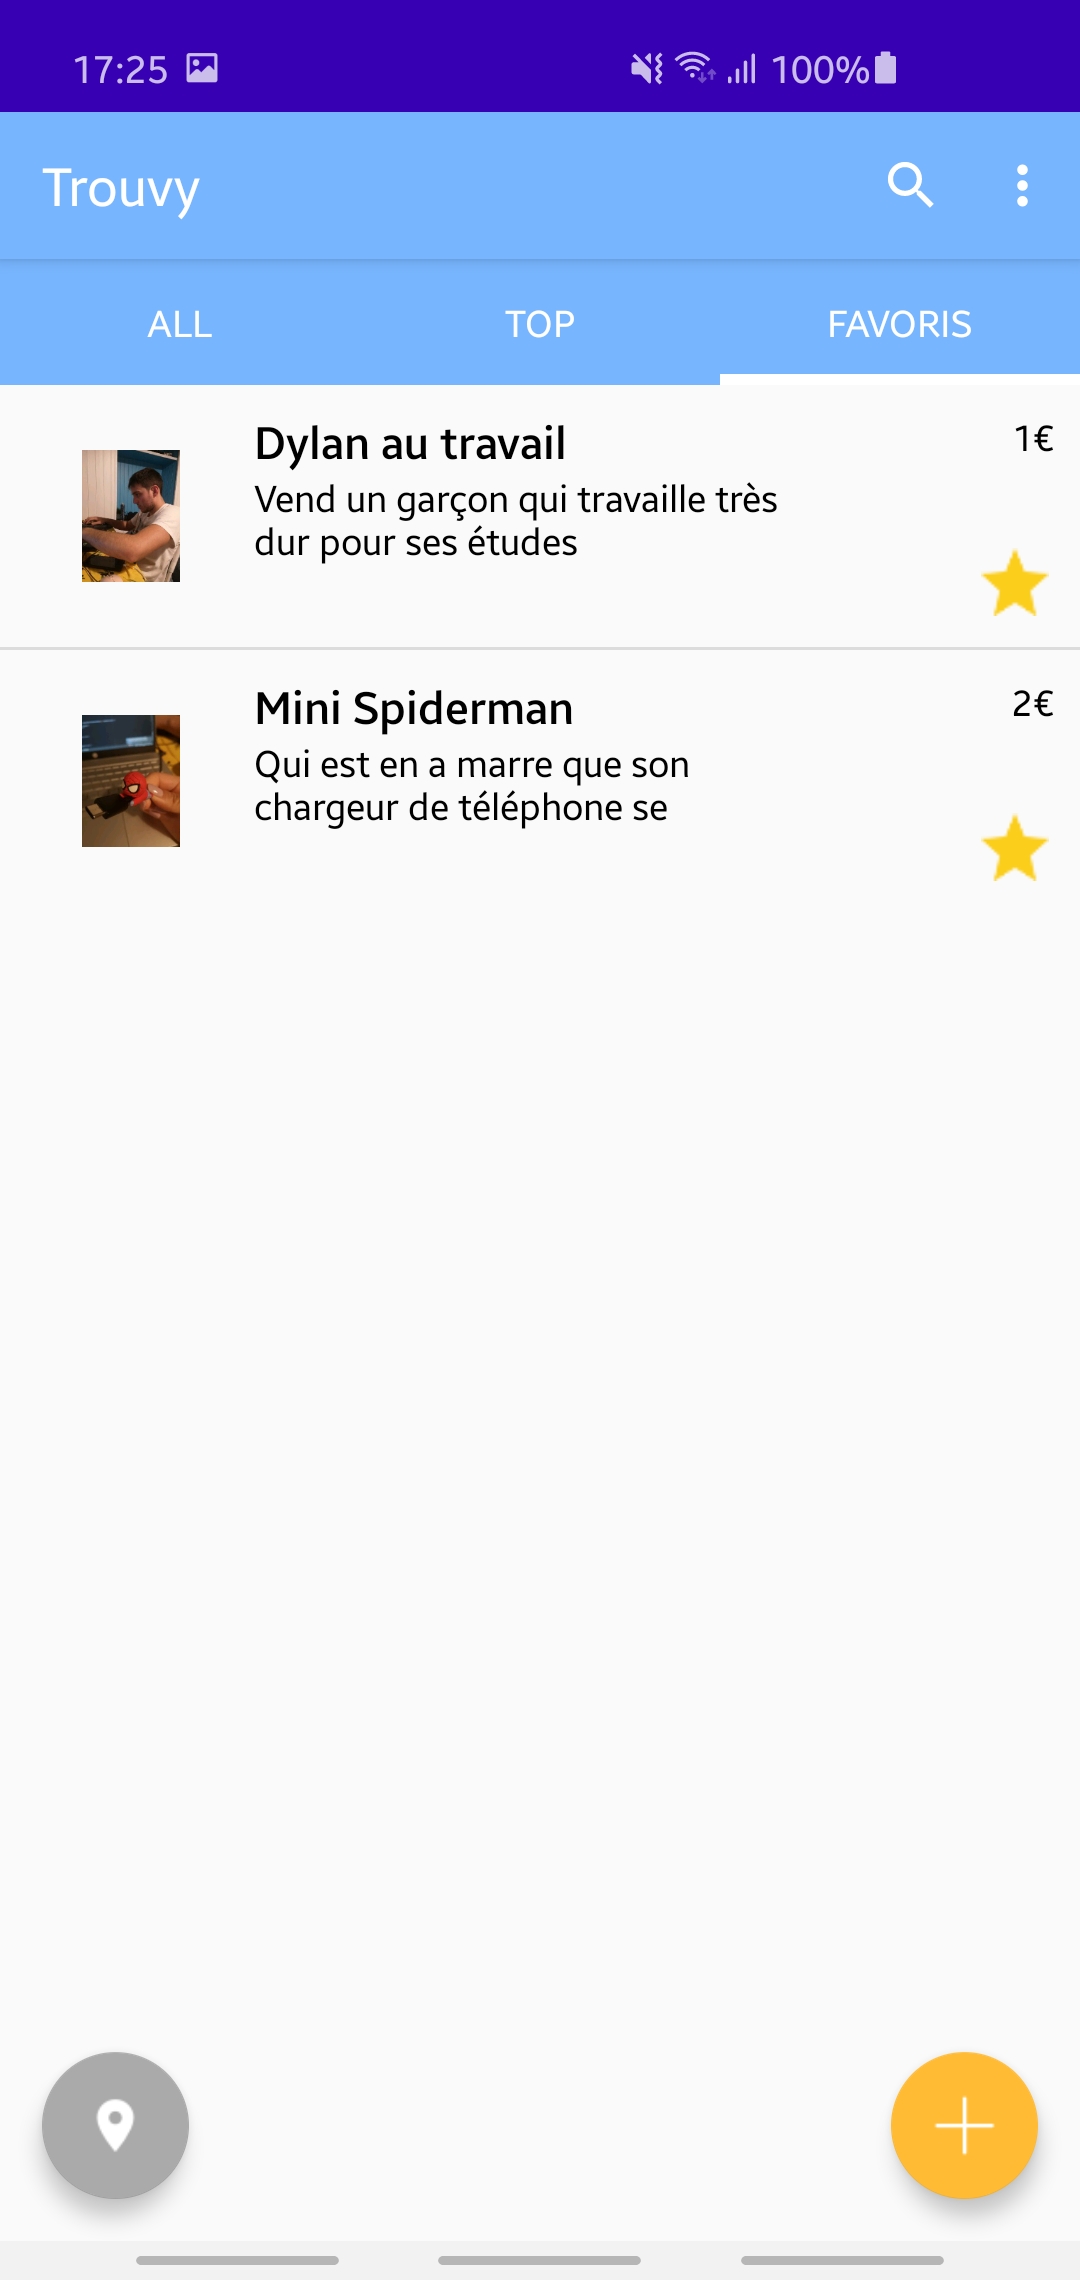 17:25 100%
Trouvy
ALL TOP FAVORIS
Dylan au travail 1€
Vend un garçon qui travaille très
dur pour ses études
Mini Spiderman 2€
Qui est en a marre que son
chargeur de téléphone se